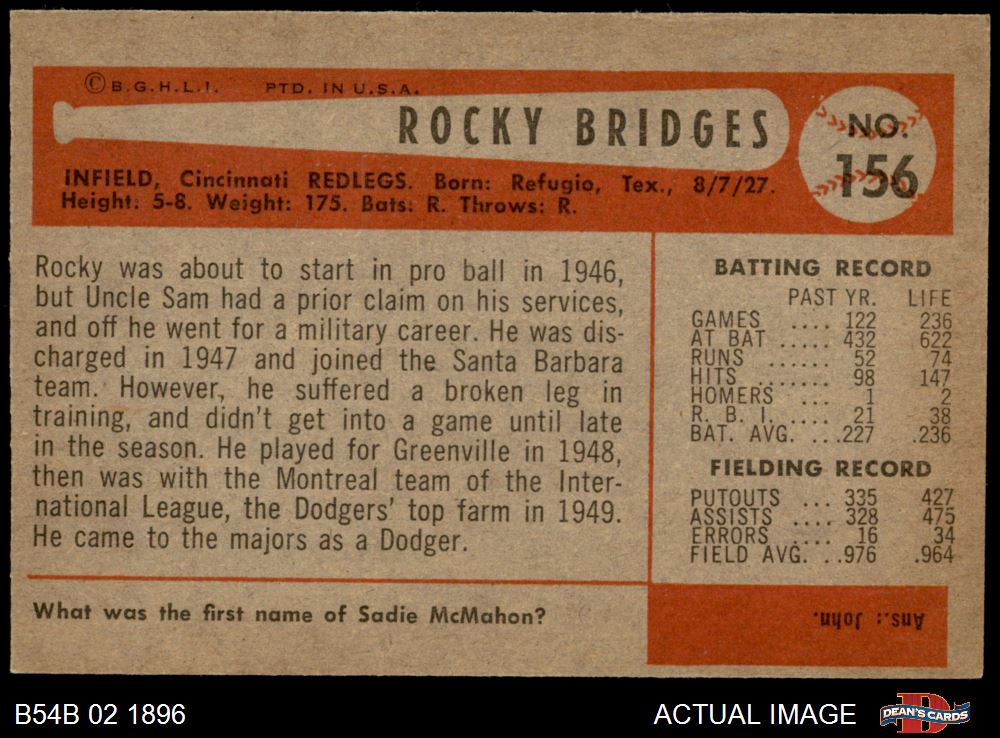 © B.G.H.L.I. PTD. IN U.S.A.
ROCKY BRIDGES
NO.
156
INFIELD, Cincinnati REDLEGS. Born: Refugio, Tex., 8/7/27.
Height: 5-8. Weight: 175. Bats: R. Throws: R.
Rocky was about to start in pro ball in 1946,
but Uncle Sam had a prior claim on his services,
and off he went for a military career. He was dis-
charged in 1947 and joined the Santa Barbara
team. However, he suffered a broken leg in
training, and didn't get into a game until late
in the season. He played for Greenville in 1948,
then was with the Montreal team of the Inter-
national League, the Dodgers' top farm in 1949.
He came to the majors as a Dodger.
BATTING RECORD
PAST YR. LIFE
GAMES .... 122 236
AT BAT ..... 432 622
RUNS ..... 52 74
HITS ....... 98 147
HOMERS ... 1 2
R. B. I. .... 21 38
BAT. AVG. ...227 .236
FIELDING RECORD
PUTOUTS ... 335 427
ASSISTS .... 328 475
ERRORS .... 16 34
FIELD AVG. ..976 .964
What was the first name of Sadie McMahon?
Ans.: John.
B54B 02 1896
ACTUAL IMAGE
DEAN'S CARDS